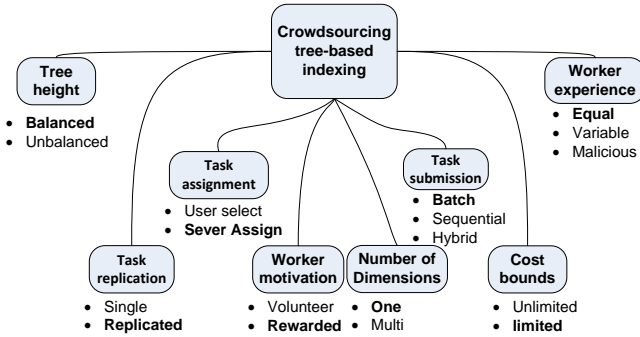 Crowdsourcing
tree-based
indexing
Tree
height
• Balanced
• Unbalanced
Worker
experience
• Equal
• Variable
• Malicious
Task
assignment
• User select
• Sever Assign
Task
submission
• Batch
• Sequential
• Hybrid
Task
replication
• Single
• Replicated
Worker
motivation
• Volunteer
• Rewarded
Number of
Dimensions
• One
• Multi
Cost
bounds
• Unlimited
• limited